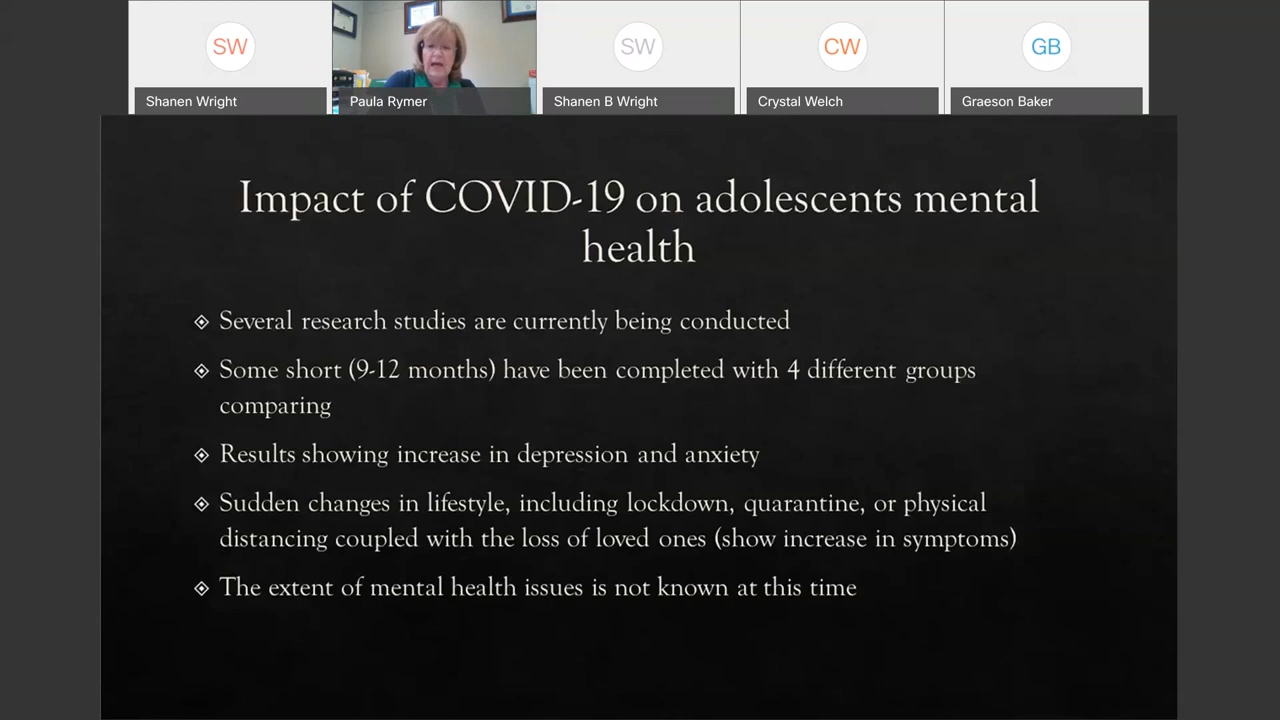 SW
SW
CW
GB
Shanen Wright
Paula Rymer
Shanen B Wright
Crystal Welch
Graeson Baker
Impact of COVID-19 on adolescents mental
health
Several research studies are currently being conducted
Some short (9-12 months) have been completed with 4 different groups
comparing
Results showing increase in depression and anxiety
Sudden changes in lifestyle, including lockdown, quarantine, or physical
distancing coupled with the loss of loved ones (show increase in symptoms)
The extent of mental health issues is not known at this time